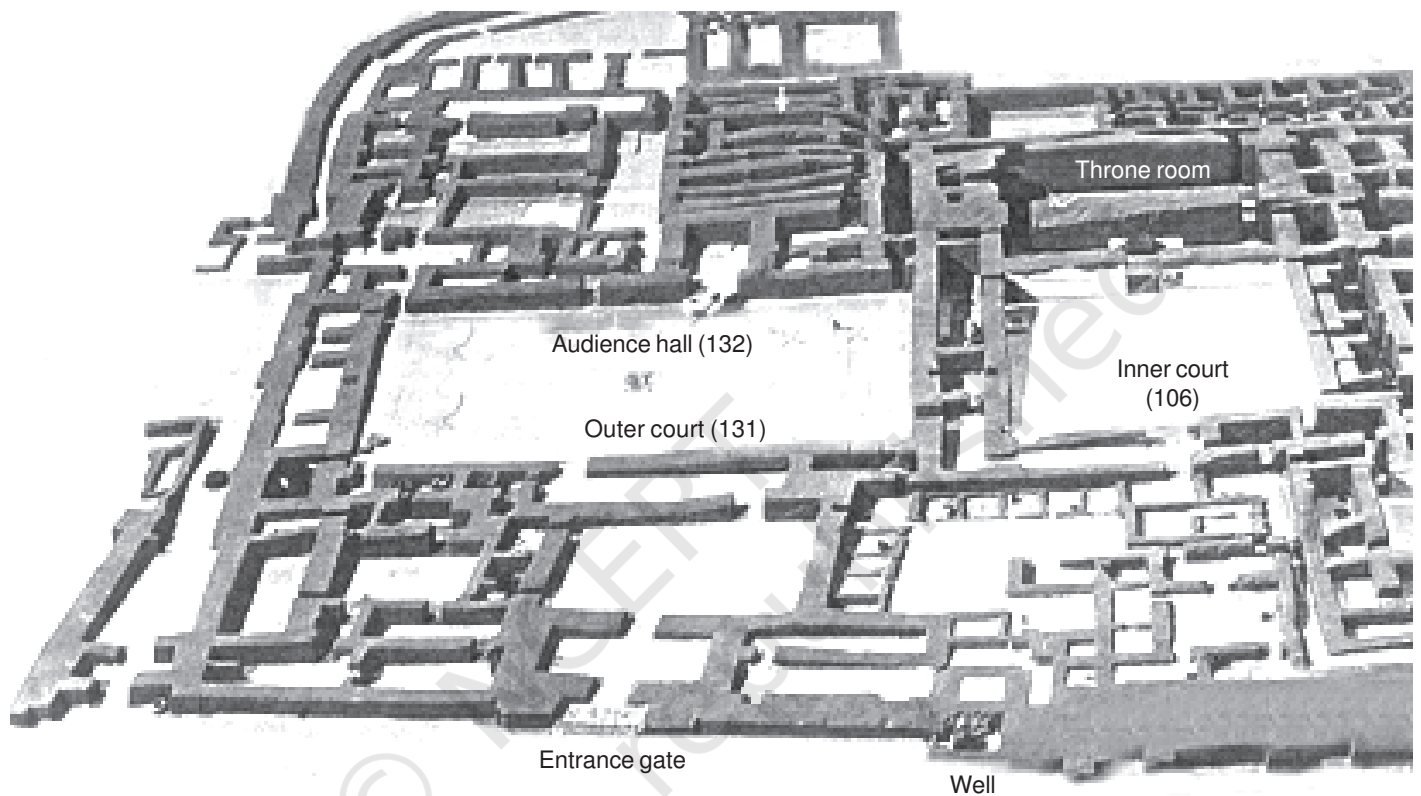 Throne room
Audience hall (132)
Inner court
(106)
Outer court (131)
Entrance gate
Well